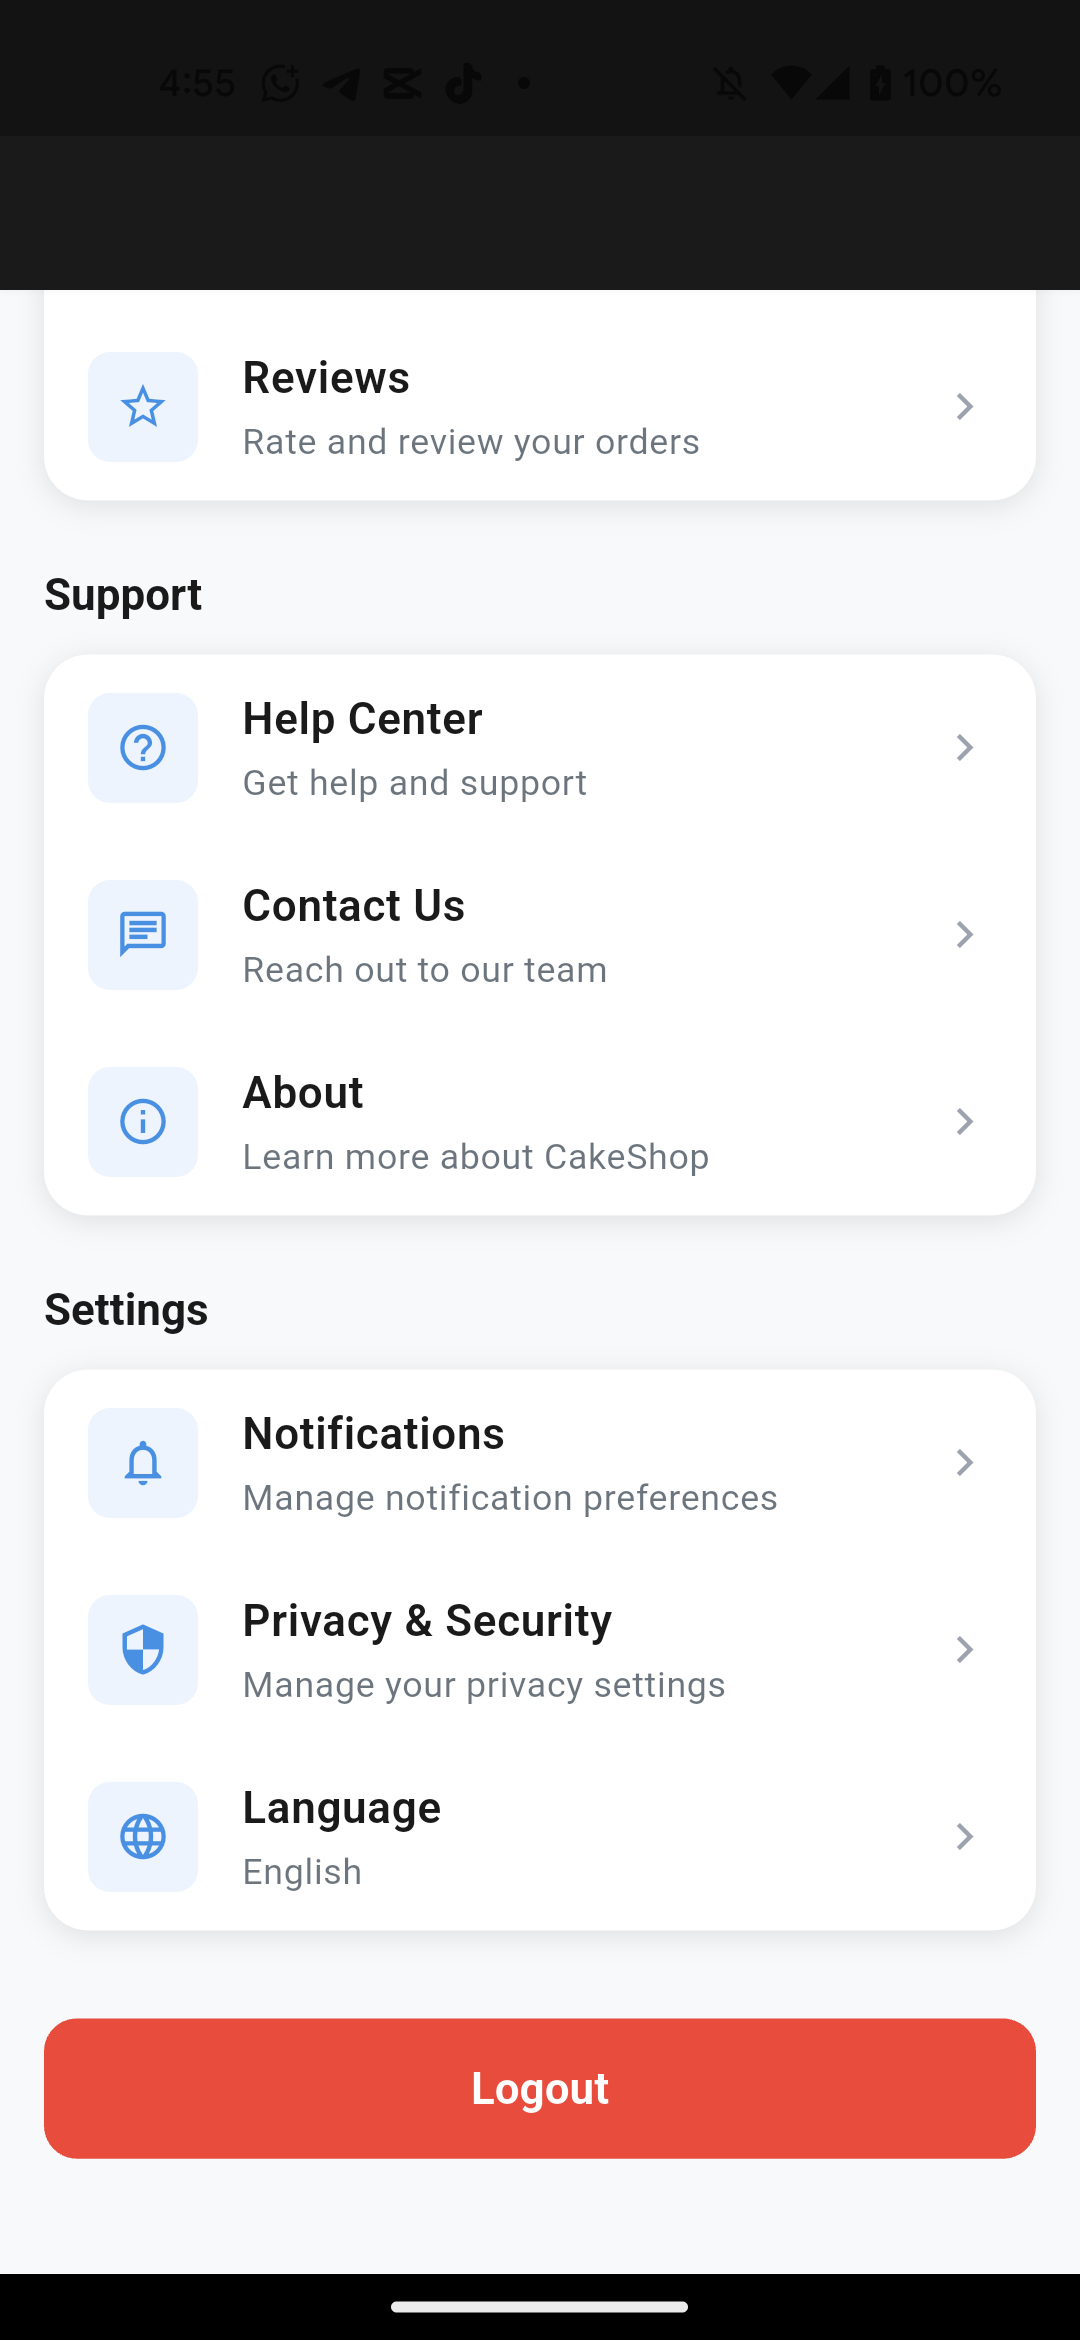 4:55
100%
Reviews
Rate and review your orders
Support
Help Center
Get help and support
Contact Us
Reach out to our team
About
Learn more about CakeShop
Settings
Notifications
Manage notification preferences
Privacy & Security
Manage your privacy settings
Language
English
Logout